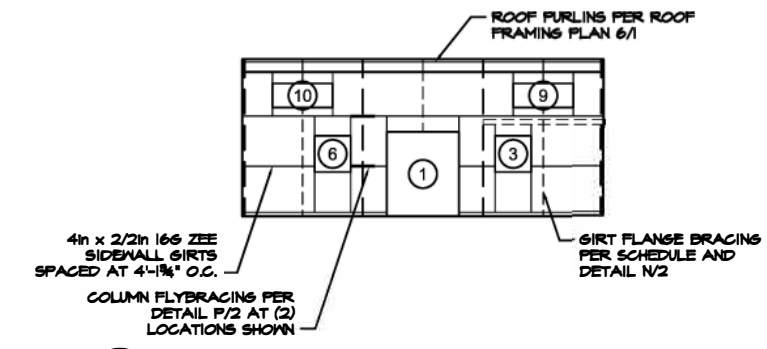 ROOF PURLINS PER ROOF
FRAMING PLAN 6/1
10
9
6
3
1
4in x 2/2in 16G ZEE
SIDEWALL GIRTS
SPACED AT 4'-1¾" O.C.
GIRT FLANGE BRACING
PER SCHEDULE AND
DETAIL N/2
COLUMN FLYBRACING PER
DETAIL P/2 AT (2)
LOCATIONS SHOWN